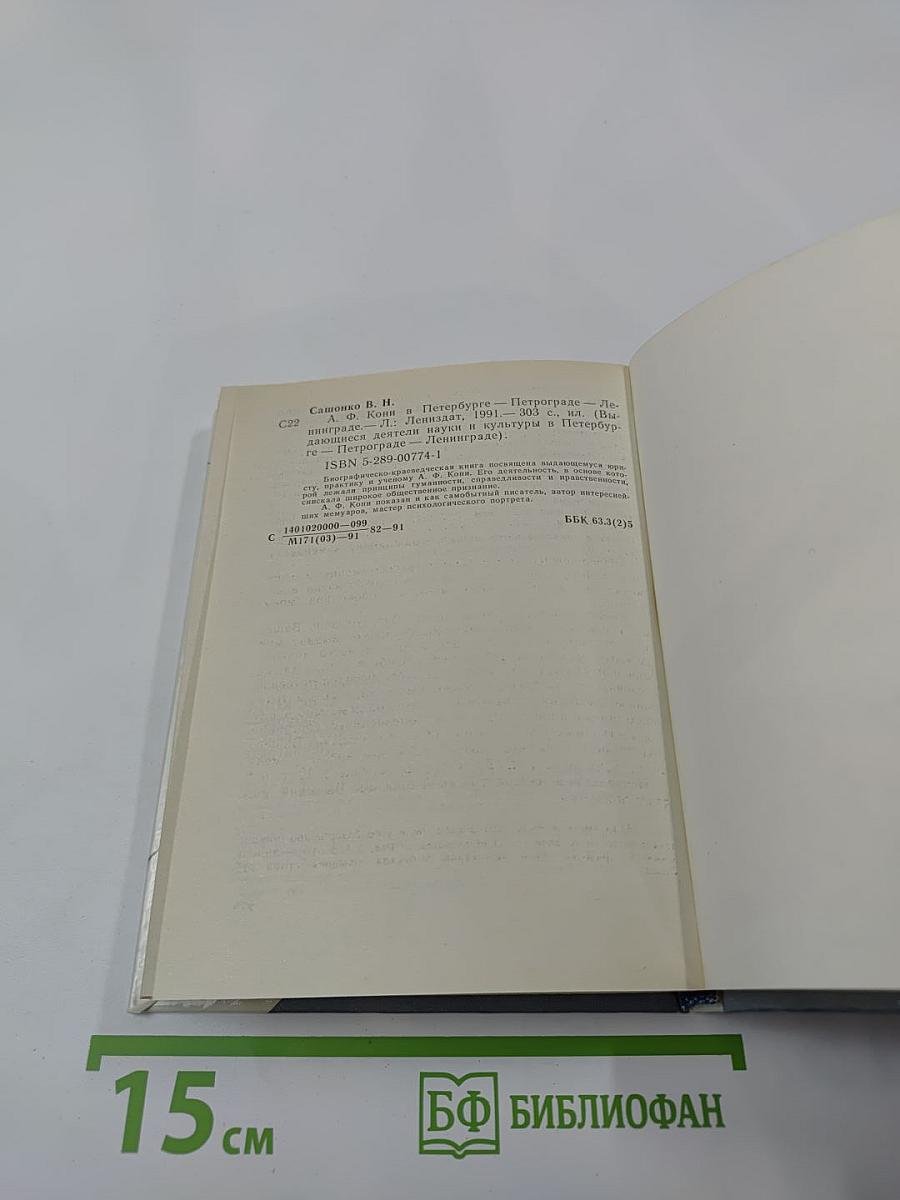 Сашонко В. Н.
С22 А. Ф. Кони в Петербурге — Петрограде — Ле-
нинграде.— Л.: Лениздат, 1991.— 303 с., ил. (Вы-
дающиеся деятели науки и культуры в Петербур-
ге — Петрограде — Ленинграде).
ISBN 5-289-00774-1
Биографическо-краеведческая книга посвящена выдающемуся юри-
сту, практику и ученому А. Ф. Кони. Его деятельность, в основе кото-
рой лежали принципы гуманности, справедливости и нравственности,
снискала широкое общественное признание.
А. Ф. Кони показан и как самобытный писатель, автор интересней-
ших мемуаров, мастер психологического портрета.
С 1401020000—099 82—91 ББК 63.3(2)5
М171(03)—91
15 см
БФ БИБЛИОФАН